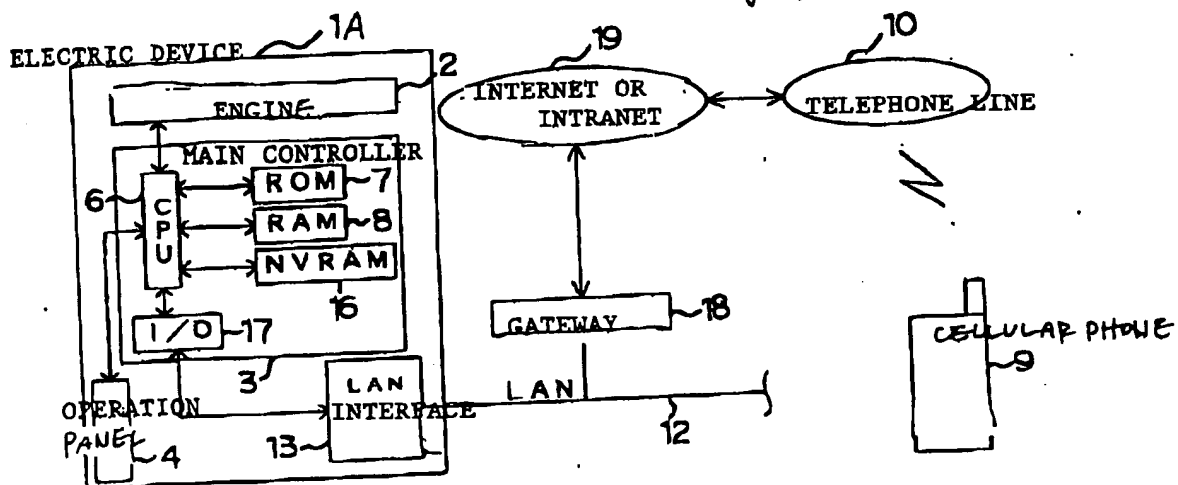 1A
ELECTRIC DEVICE
2
ENGINE
MAIN CONTROLLER
6
CPU
ROM
7
RAM
8
NVRAM
16
I/O
17
3
OPERATION
PANEL
4
LAN
INTERFACE
13
LAN
12
19
INTERNET OR
INTRANET
10
TELEPHONE LINE
GATEWAY
18
CELLULAR PHONE
9